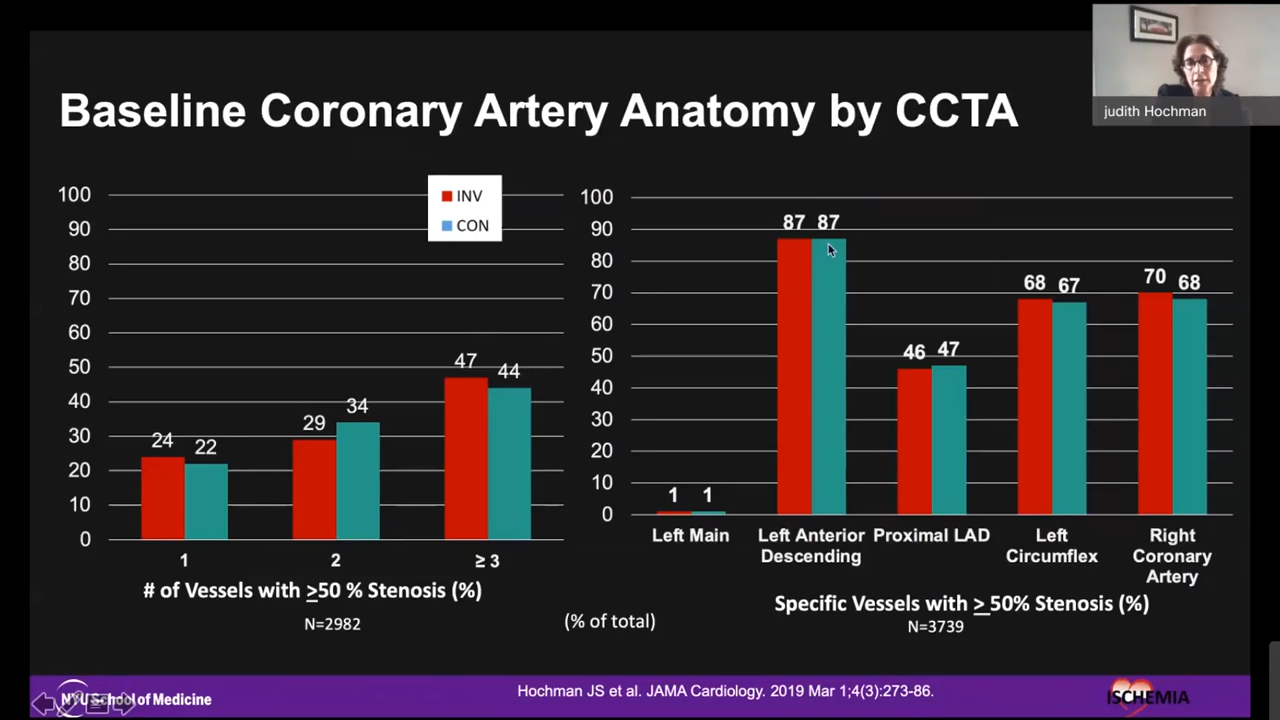 judith Hochman
Baseline Coronary Artery Anatomy by CCTA
INV
CON
100
90
80
70
60
50
40
30
20
10
0
24
22
29
34
47
44
1
2
≥ 3
# of Vessels with >50 % Stenosis (%)
N=2982
(% of total)
100
90
80
70
60
50
40
30
20
10
0
1
1
87
87
46
47
68
67
70
68
Left Main
Left Anterior
Descending
Proximal LAD
Left
Circumflex
Right
Coronary
Artery
Specific Vessels with > 50% Stenosis (%)
N=3739
NYU School of Medicine
Hochman JS et al. JAMA Cardiology. 2019 Mar 1;4(3):273-86.
ISCHEMIA